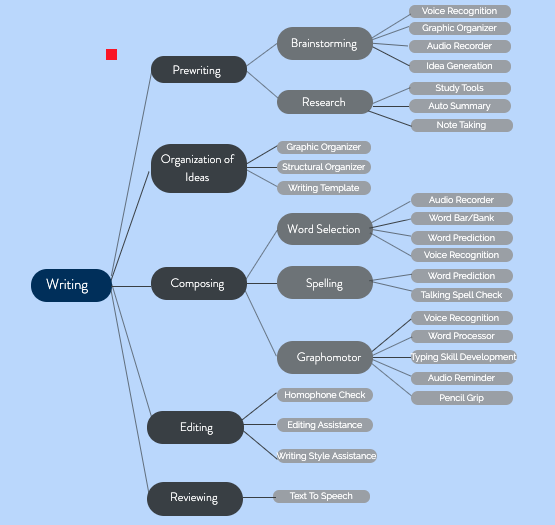 Writing
Prewriting
Brainstorming
Voice Recognition
Graphic Organizer
Audio Recorder
Idea Generation
Research
Study Tools
Auto Summary
Note Taking
Organization of
Ideas
Graphic Organizer
Structural Organizer
Writing Template
Composing
Word Selection
Audio Recorder
Word Bar/Bank
Word Prediction
Voice Recognition
Spelling
Word Prediction
Talking Spell Check
Graphomotor
Voice Recognition
Word Processor
Typing Skill Development
Audio Reminder
Pencil Grip
Editing
Homophone Check
Editing Assistance
Writing Style Assistance
Reviewing
Text To Speech